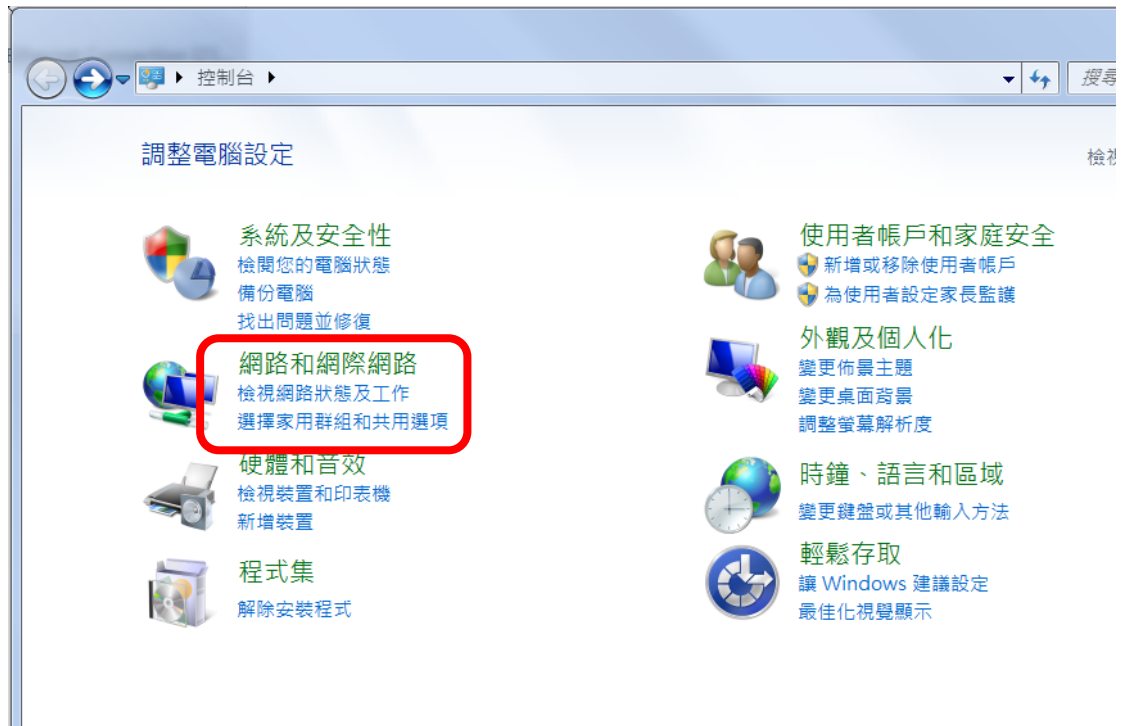 控制台
搜尋
調整電腦設定
檢視
系統及安全性
檢閱您的電腦狀態
備份電腦
找出問題並修復
網路和網際網路
檢視網路狀態及工作
選擇家用群組和共用選項
硬體和音效
檢視裝置和印表機
新增裝置
程式集
解除安裝程式
使用者帳戶和家庭安全
新增或移除使用者帳戶
為使用者設定家長監護
外觀及個人化
變更佈景主題
變更桌面背景
調整螢幕解析度
時鐘、語言和區域
變更鍵盤或其他輸入方法
輕鬆存取
讓 Windows 建議設定
最佳化視覺顯示